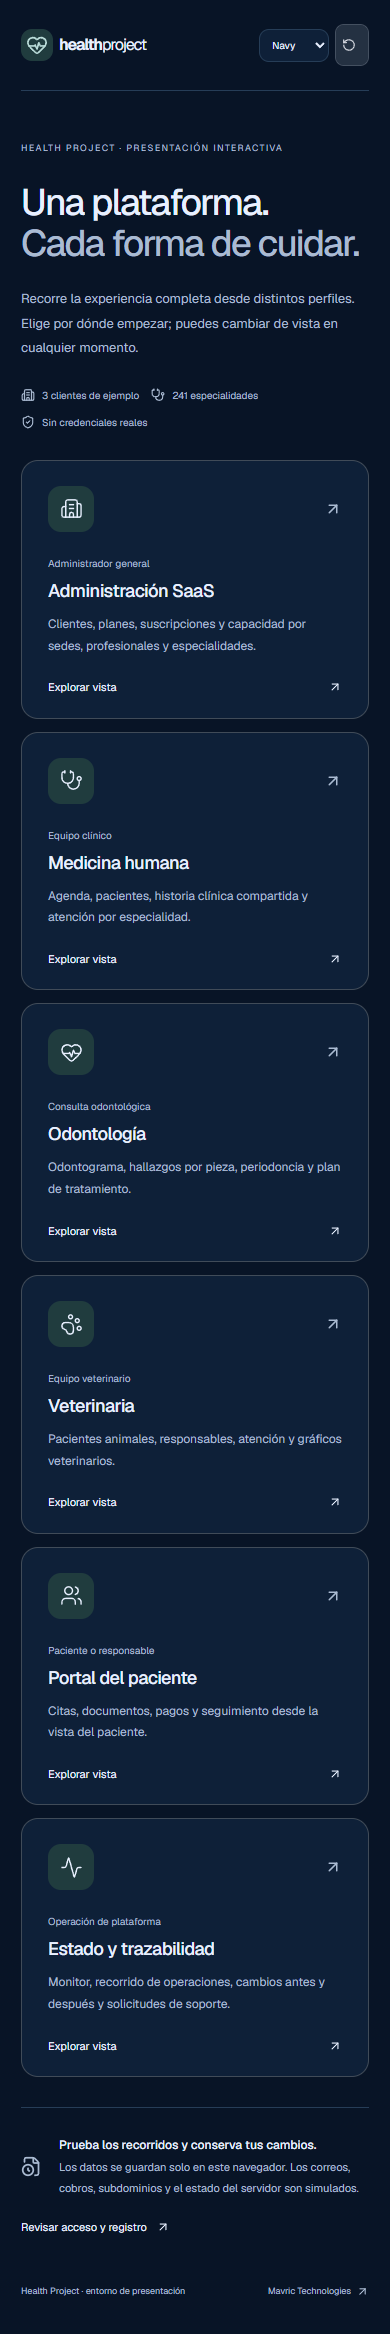 healthproject
Navy
HEALTH PROJECT · PRESENTACIÓN INTERACTIVA
Una plataforma.
Cada forma de cuidar.
Recorre la experiencia completa desde distintos perfiles.
Elige por dónde empezar; puedes cambiar de vista en
cualquier momento.
3 clientes de ejemplo
241 especialidades
Sin credenciales reales
Administrador general
Administración SaaS
Clientes, planes, suscripciones y capacidad por
sedes, profesionales y especialidades.
Explorar vista
Equipo clínico
Medicina humana
Agenda, pacientes, historia clínica compartida y
atención por especialidad.
Explorar vista
Consulta odontológica
Odontología
Odontograma, hallazgos por pieza, periodoncia y plan
de tratamiento.
Explorar vista
Equipo veterinario
Veterinaria
Pacientes animales, responsables, atención y gráficos
veterinarios.
Explorar vista
Paciente o responsable
Portal del paciente
Citas, documentos, pagos y seguimiento desde la
vista del paciente.
Explorar vista
Operación de plataforma
Estado y trazabilidad
Monitor, recorrido de operaciones, cambios antes y
después y solicitudes de soporte.
Explorar vista
Prueba los recorridos y conserva tus cambios.
Los datos se guardan solo en este navegador. Los correos,
cobros, subdominios y el estado del servidor son simulados.
Revisar acceso y registro
Health Project · entorno de presentación
Mavric Technologies